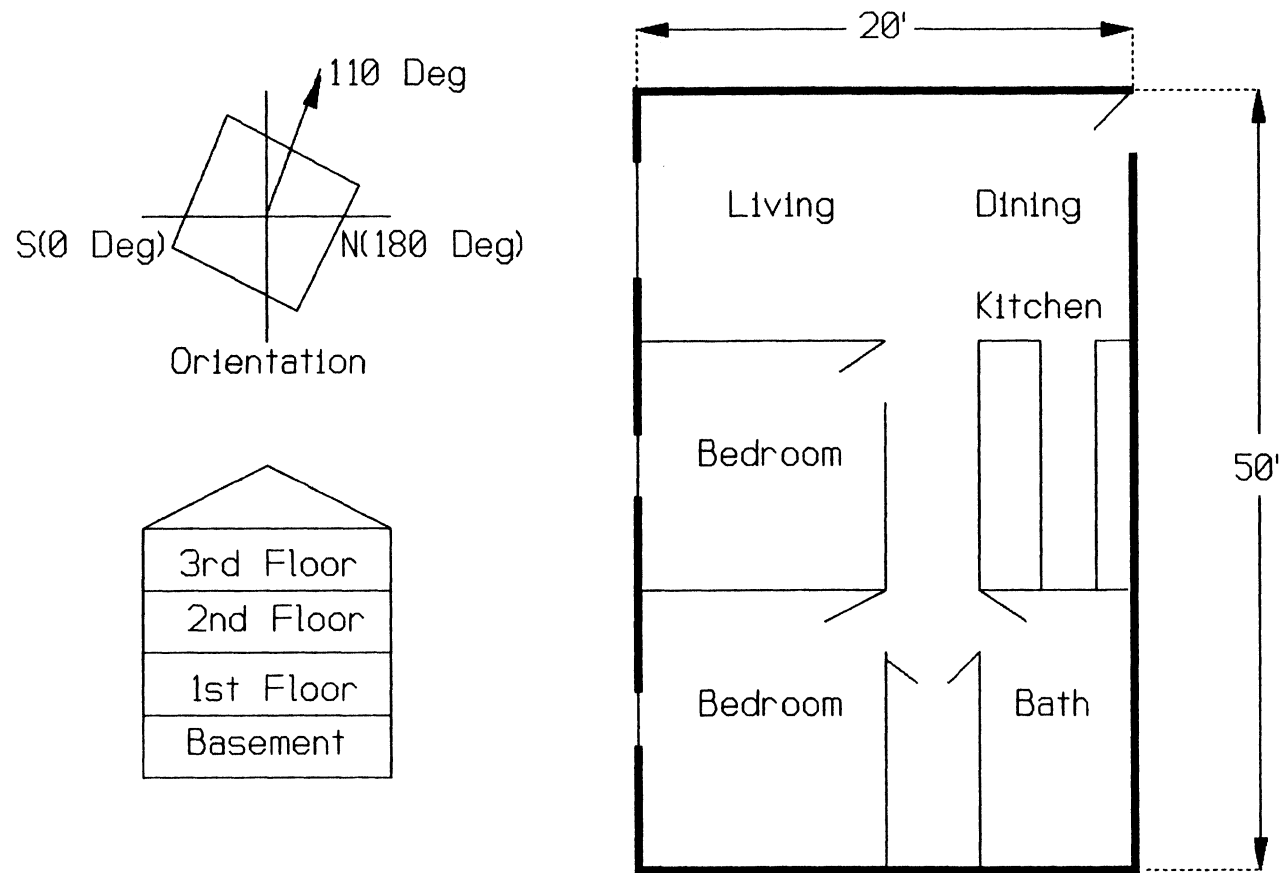 20'
110 Deg
S(0 Deg)
N(180 Deg)
Orientation
Living
Dining
Kitchen
Bedroom
50'
3rd Floor
2nd Floor
1st Floor
Basement
Bedroom
Bath